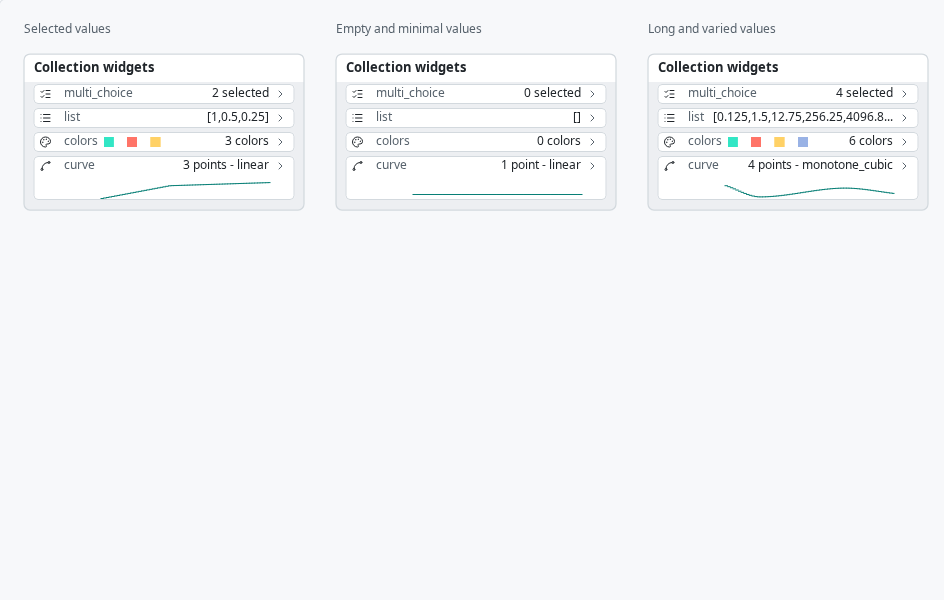 Selected values
Collection widgets
multi_choice 2 selected
list [1,0.5,0.25]
colors 3 colors
curve 3 points - linear
Empty and minimal values
Collection widgets
multi_choice 0 selected
list []
colors 0 colors
curve 1 point - linear
Long and varied values
Collection widgets
multi_choice 4 selected
list [0.125,1.5,12.75,256.25,4096.8...
colors 6 colors
curve 4 points - monotone_cubic